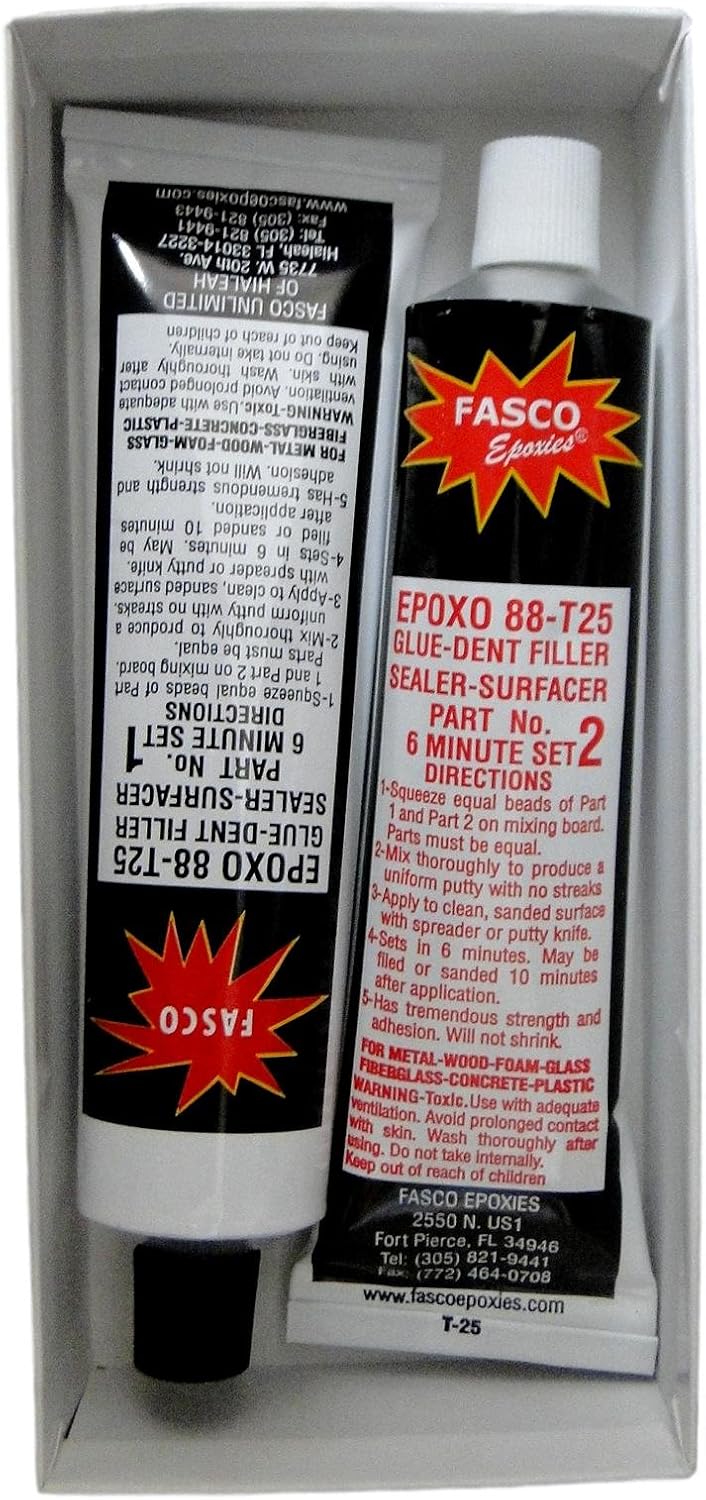 FASCO
EPOXO 88-T25
GLUE-DENT FILLER
SEALER-SURFACER
PART No. 1
6 MINUTE SET
DIRECTIONS
1-Squeeze equal beads of Part
1 and Part 2 on mixing board.
Parts must be equal.
2-Mix thoroughly to produce a
uniform putty with no streaks.
3-Apply to clean, sanded surface
with spreader or putty knife.
4-Sets in 6 minutes. May be
filed or sanded 10 minutes
after application.
5-Has tremendous strength and
adhesion. Will not shrink.
FOR METAL-WOOD-FOAM-GLASS
FIBERGLASS-CONCRETE-PLASTIC
WARNING-Toxic.Use with adequate
ventilation. Avoid prolonged contact
with skin. Wash thoroughly after
using. Do not take internally.
Keep out of reach of children
FASCO UNLIMITED
OF HIALEAH
7735 W. 20th Ave.
Hialeah, FL 33014-3227
Tel: (305) 821-9441
Fax: (305) 821-9443
www.fascoepoxies.com
FASCO
Epoxies®
EPOXO 88-T25
GLUE-DENT FILLER
SEALER-SURFACER
PART No. 2
6 MINUTE SET
DIRECTIONS
1-Squeeze equal beads of Part
1 and Part 2 on mixing board.
Parts must be equal.
2-Mix thoroughly to produce a
uniform putty with no streaks
3-Apply to clean, sanded surface
with spreader or putty knife.
4-Sets in 6 minutes. May be
filed or sanded 10 minutes
after application.
5-Has tremendous strength and
adhesion. Will not shrink.
FOR METAL-WOOD-FOAM-GLASS
FIBERGLASS-CONCRETE-PLASTIC
WARNING-Toxic.Use with adequate
ventilation. Avoid prolonged contact
with skin. Wash thoroughly after
using. Do not take internally.
Keep out of reach of children
FASCO EPOXIES
2550 N. US1
Fort Pierce, FL 34946
Tel: (305) 821-9441
Fax: (772) 464-0708
www.fascoepoxies.com
T-25